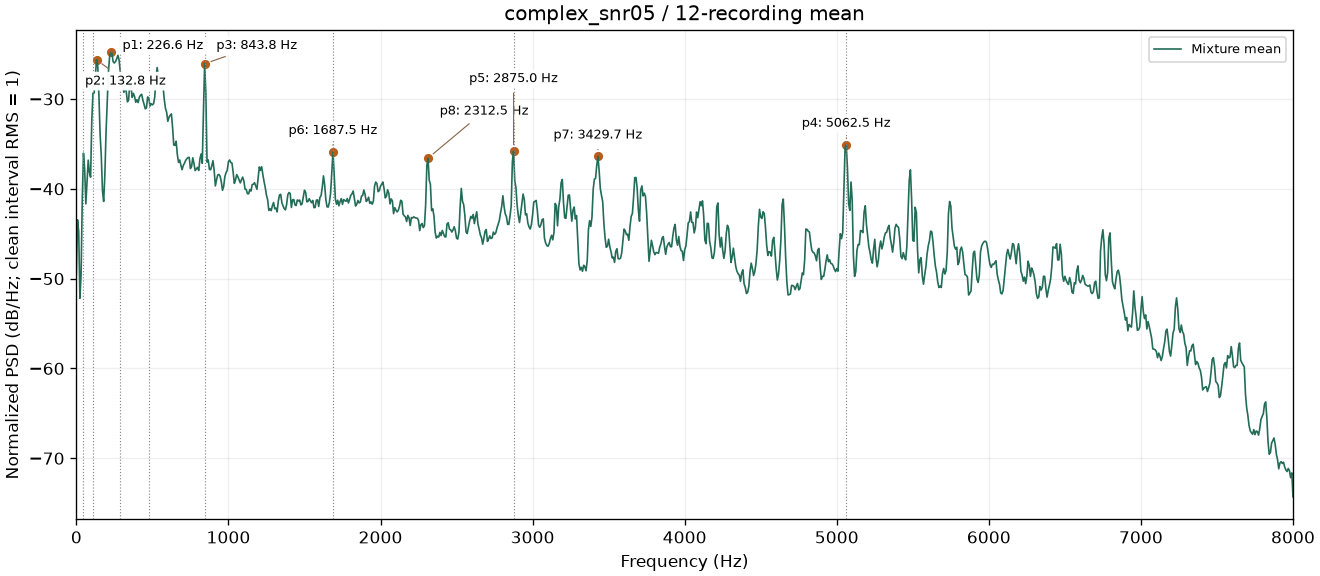 complex_snr05 / 12-recording mean
p1: 226.6 Hz
p3: 843.8 Hz
p2: 132.8 Hz
p5: 2875.0 Hz
p8: 2312.5 Hz
p6: 1687.5 Hz
p7: 3429.7 Hz
p4: 5062.5 Hz
Mixture mean
Normalized PSD (dB/Hz; clean interval RMS = 1)
−30
−40
−50
−60
−70
0 1000 2000 3000 4000 5000 6000 7000 8000
Frequency (Hz)